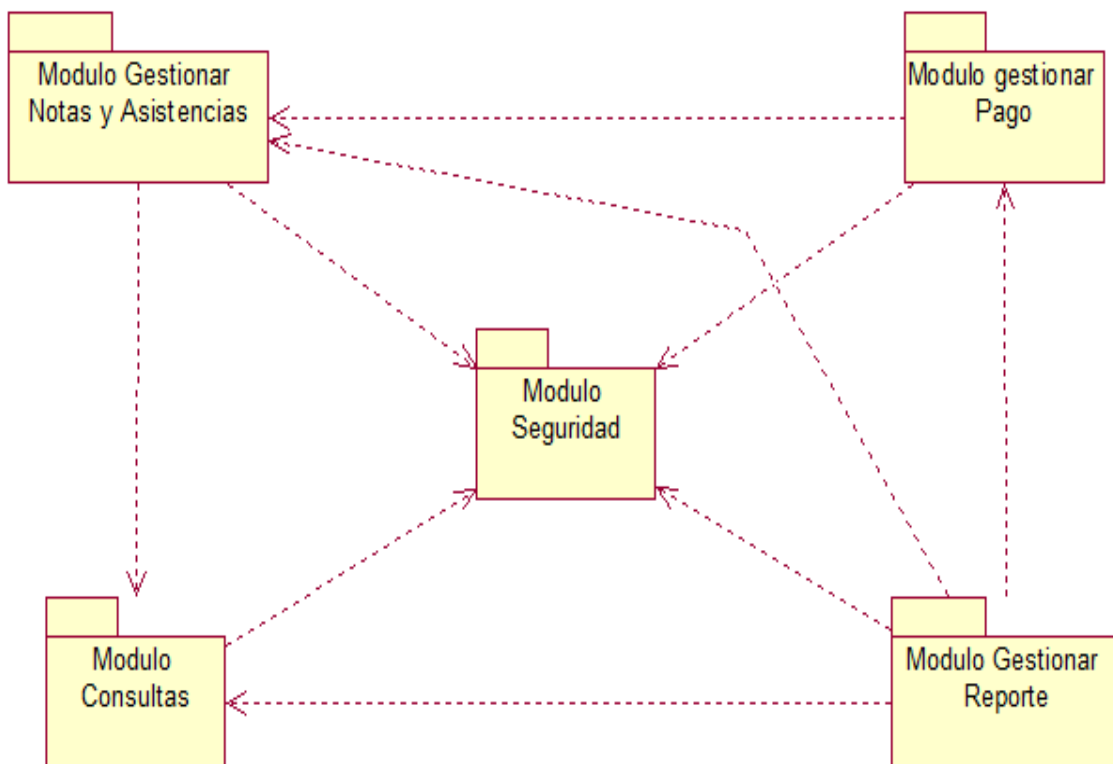 Modulo Gestionar
Notas y Asistencias
Modulo gestionar
Pago
Modulo
Seguridad
Modulo
Consultas
Modulo Gestionar
Reporte